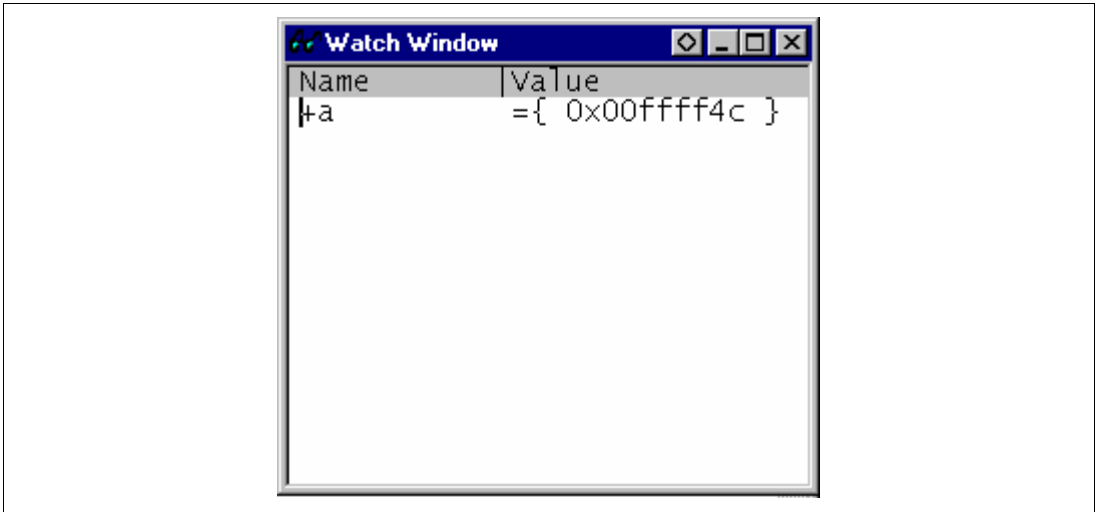 Watch Window
Name Value
+a ={ 0x00ffff4c }